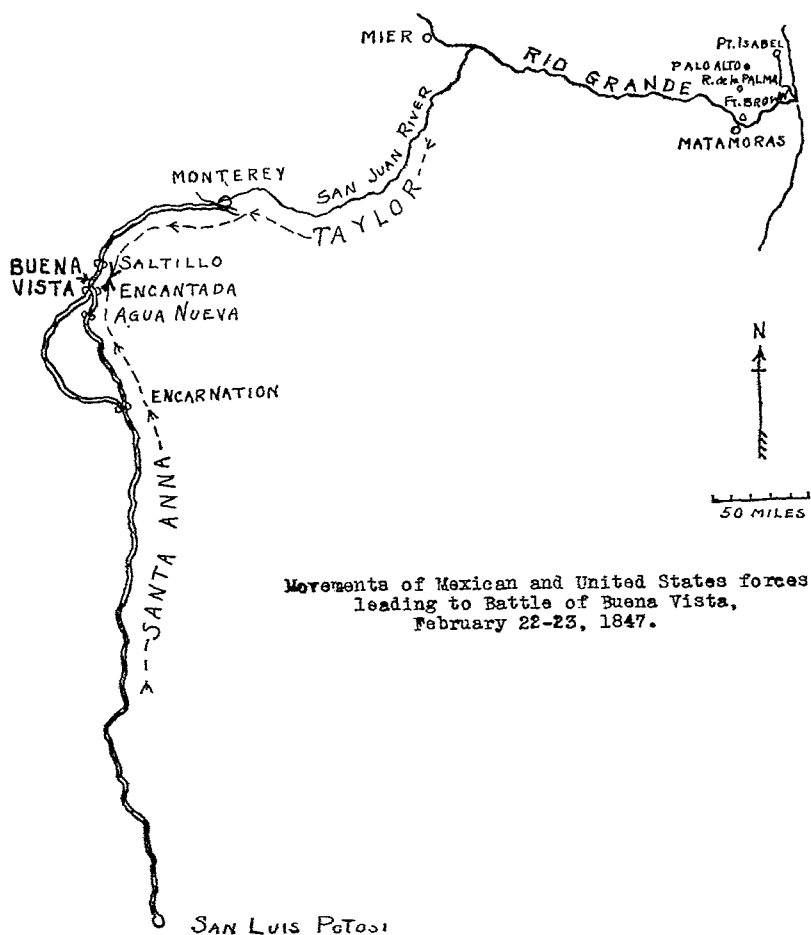 MIER
RIO GRANDE
PT. ISABEL
PALO ALTO
R. de la PALMA
FT. BROWN
MATAMORAS
SAN JUAN RIVER
MONTEREY
TAYLOR
BUENA
VISTA
SALTILLO
ENCANTADA
AGUA NUEVA
ENCARNATION
SANTA ANNA
N
50 MILES
Movements of Mexican and United States forces
leading to Battle of Buena Vista,
February 22-23, 1847.
SAN LUIS POTOSI